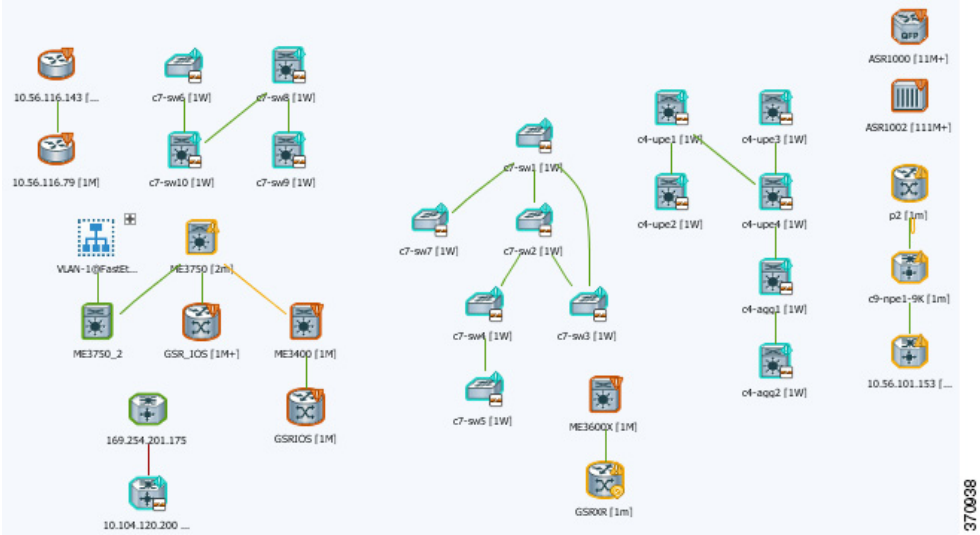 ASR1000 [11M+]
10.56.116.143 [...
c7-sw6 [1W]
c7-sw8 [1W]
ASR1002 [111M+]
c4-upe1 [1W]
c4-upe3 [1W]
c7-sw1 [1W]
10.56.116.79 [1M]
c7-sw10 [1W]
c7-sw9 [1W]
p2 [1m]
c4-upe2 [1W]
c4-upe4 [1W]
c7-sw7 [1W]
c7-sw2 [1W]
VLAN-1@FastEt...
ME3750 [2m]
c9-npe1-9K [1m]
c4-agg1 [1W]
c7-sw4 [1W]
c7-sw3 [1W]
ME3750_2
GSR_IOS [1M+]
ME3400 [1M]
10.56.101.153 [...
c4-agg2 [1W]
c7-sw5 [1W]
ME3600X [1M]
169.254.201.175
GSRIOS [1M]
GSRXR [1m]
10.104.120.200 ...
370938